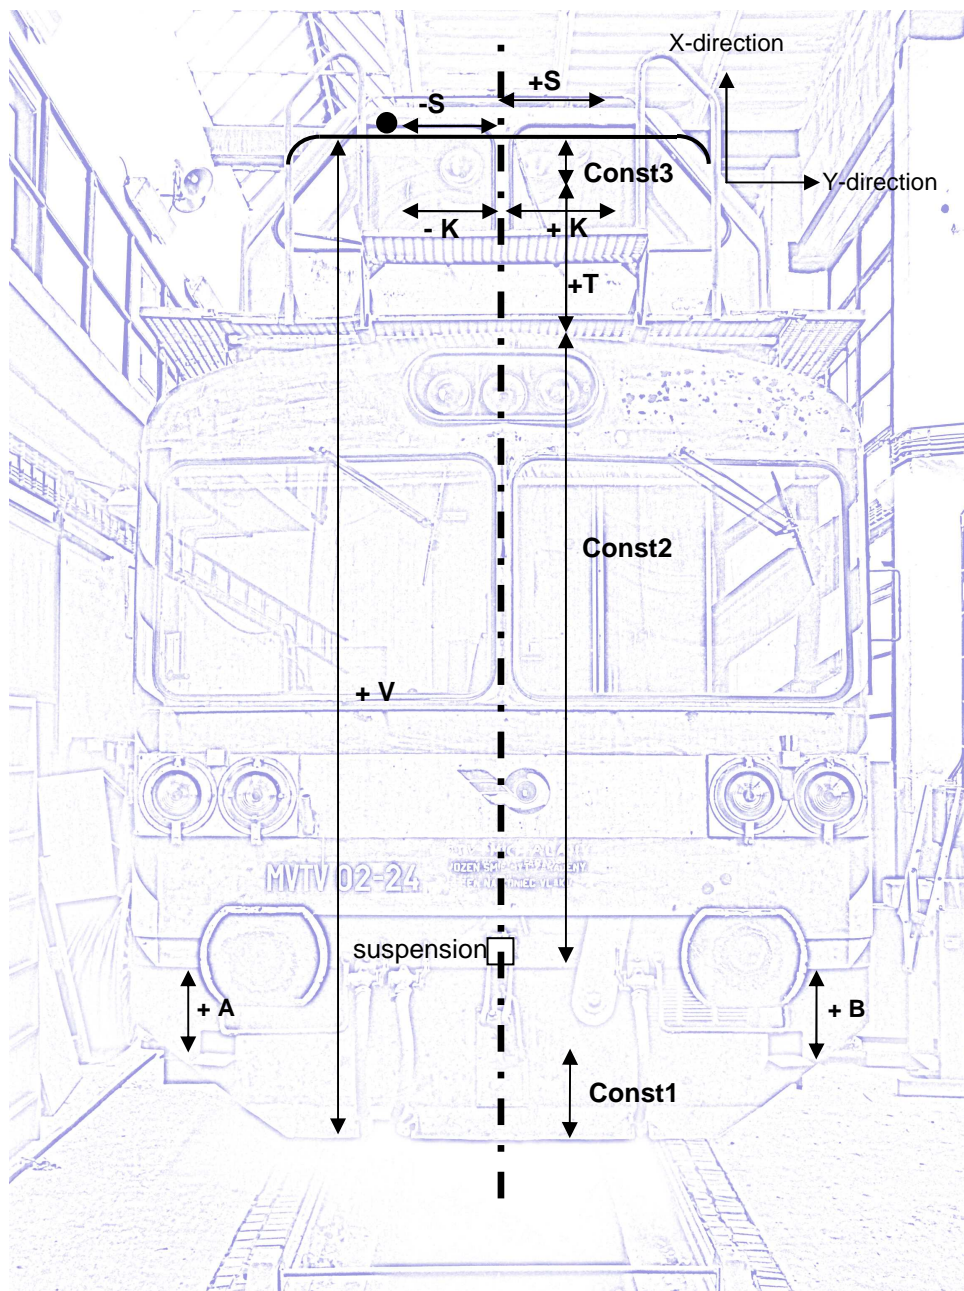 X-direction
+S
-S
Const3
Y-direction
- K
+ K
+T
Const2
+ V
MVTV 02-24
suspension
+ A
+ B
Const1